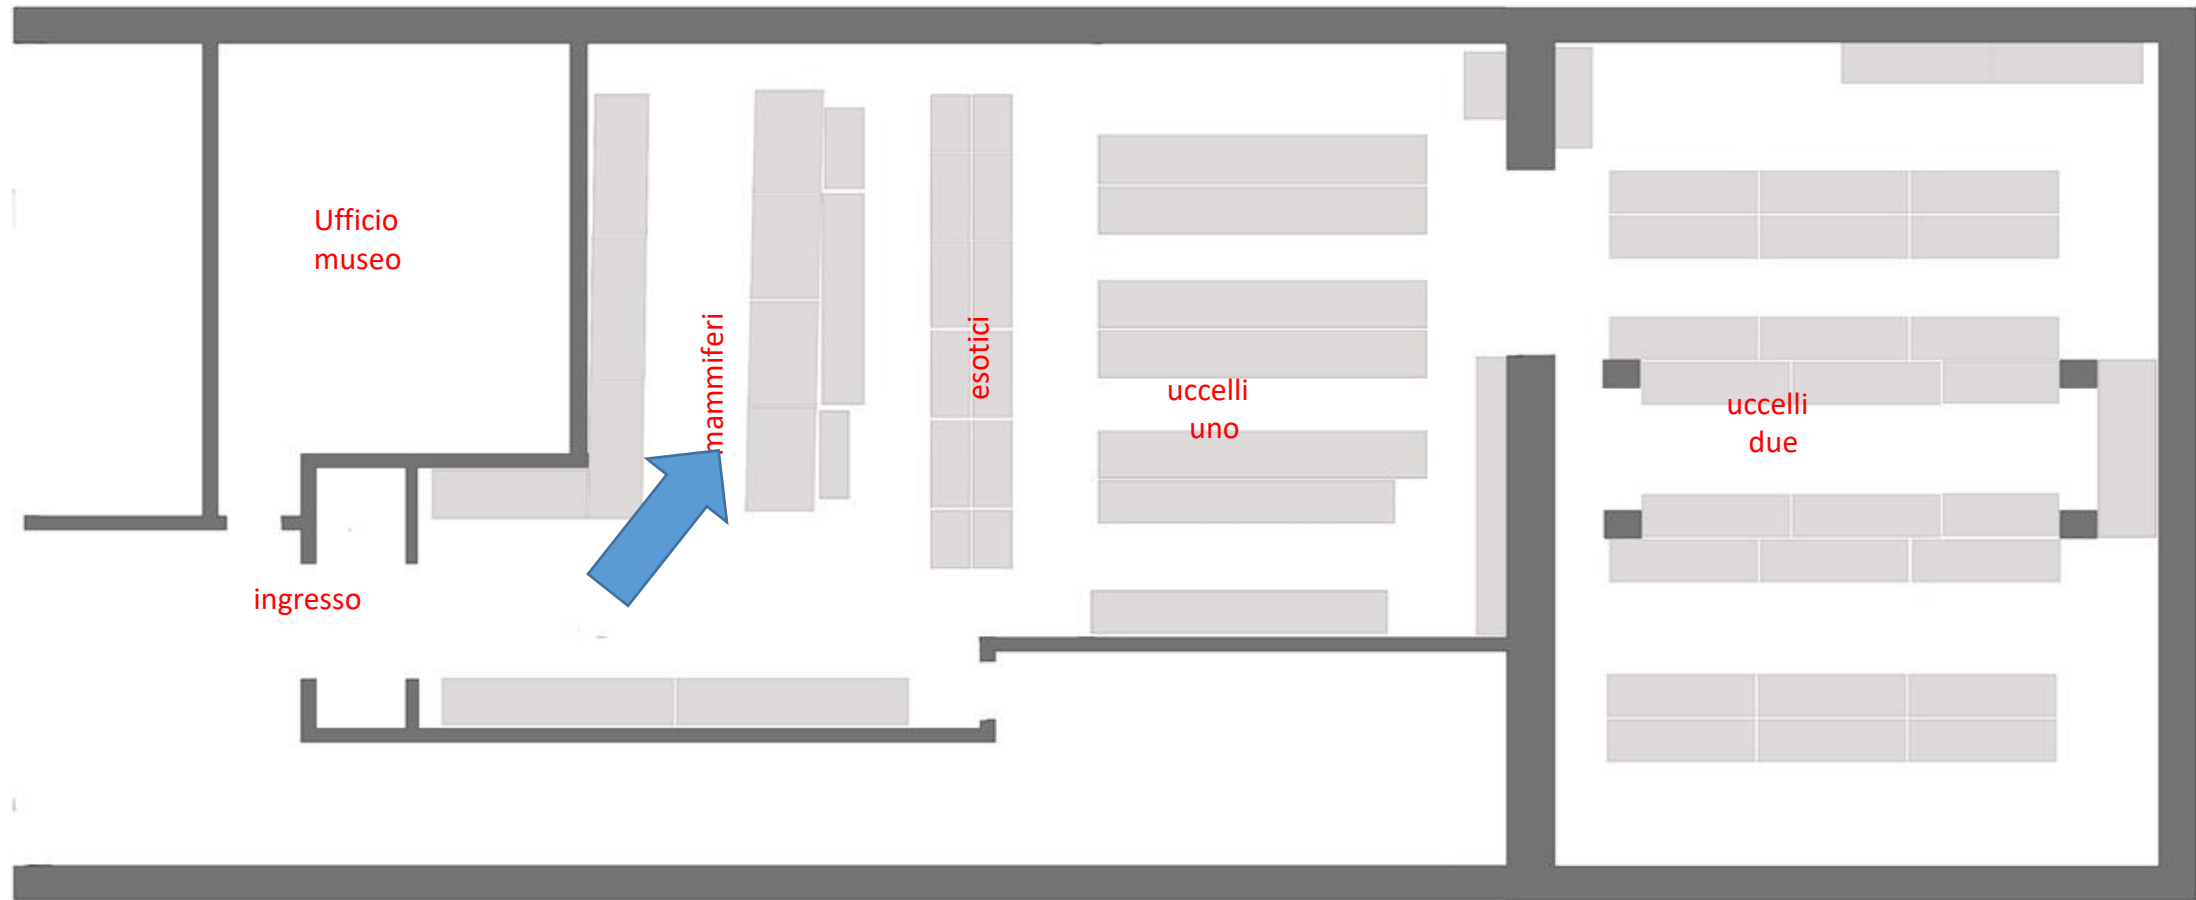 Ufficio
museo
mammiferi
esotici
uccelli
uno
uccelli
due
ingresso